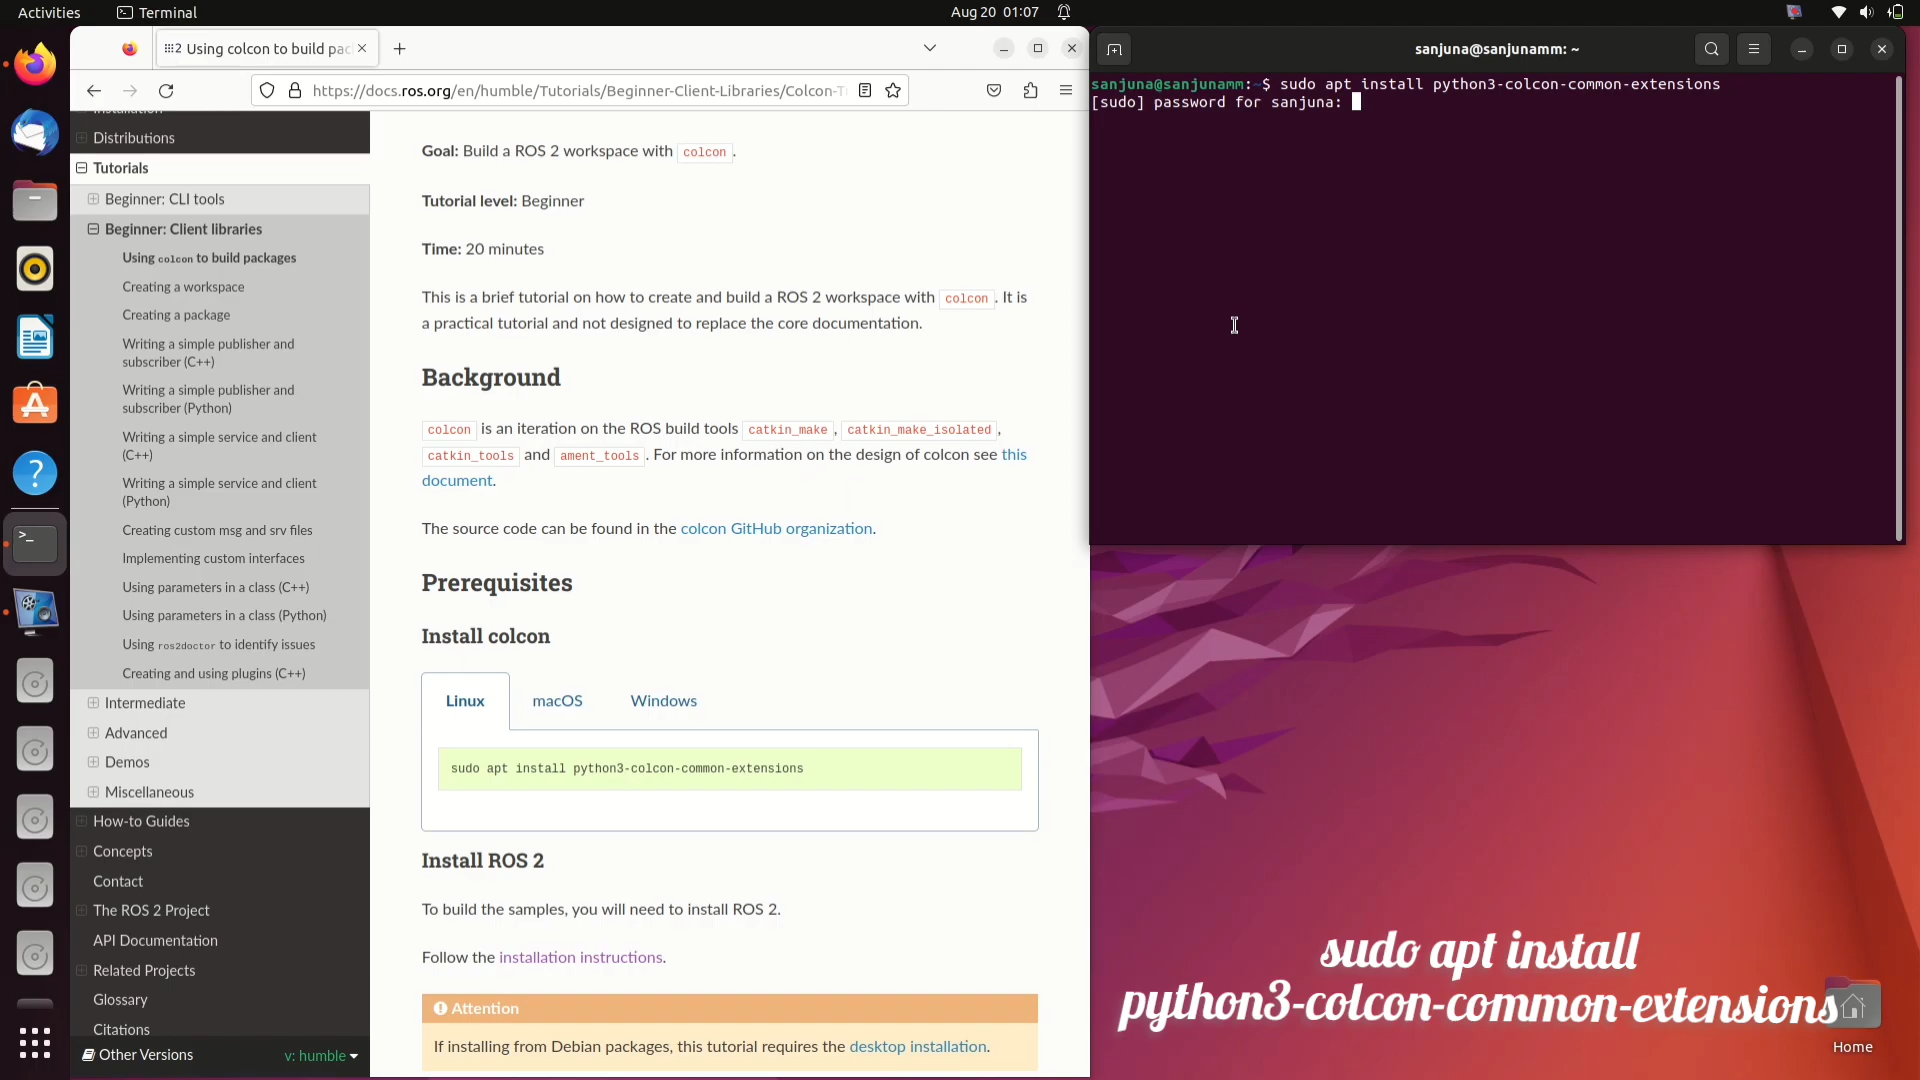 Activities
Terminal
Aug 20 01:07
Using colcon to build pac
https://docs.ros.org/en/humble/Tutorials/Beginner-Client-Libraries/Colcon-T
sanjuna@sanjunamm: ~
sanjuna@sanjunamm:~$ sudo apt install python3-colcon-common-extensions
[sudo] password for sanjuna:
Installation
Distributions
Tutorials
Beginner: CLI tools
Beginner: Client libraries
Using colcon to build packages
Creating a workspace
Creating a package
Writing a simple publisher and
subscriber (C++)
Writing a simple publisher and
subscriber (Python)
Writing a simple service and client
(C++)
Writing a simple service and client
(Python)
Creating custom msg and srv files
Implementing custom interfaces
Using parameters in a class (C++)
Using parameters in a class (Python)
Using ros2doctor to identify issues
Creating and using plugins (C++)
Intermediate
Advanced
Demos
Miscellaneous
How-to Guides
Concepts
Contact
The ROS 2 Project
API Documentation
Related Projects
Glossary
Citations
Other Versions
v: humble
Goal: Build a ROS 2 workspace with colcon.
Tutorial level: Beginner
Time: 20 minutes
This is a brief tutorial on how to create and build a ROS 2 workspace with colcon. It is
a practical tutorial and not designed to replace the core documentation.
Background
colcon is an iteration on the ROS build tools catkin_make, catkin_make_isolated,
catkin_tools and ament_tools. For more information on the design of colcon see this
document.
The source code can be found in the colcon GitHub organization.
Prerequisites
Install colcon
Linux
macOS
Windows
sudo apt install python3-colcon-common-extensions
Install ROS 2
To build the samples, you will need to install ROS 2.
Follow the installation instructions.
Attention
If installing from Debian packages, this tutorial requires the desktop installation.
sudo apt install
python3-colcon-common-extensions
Home